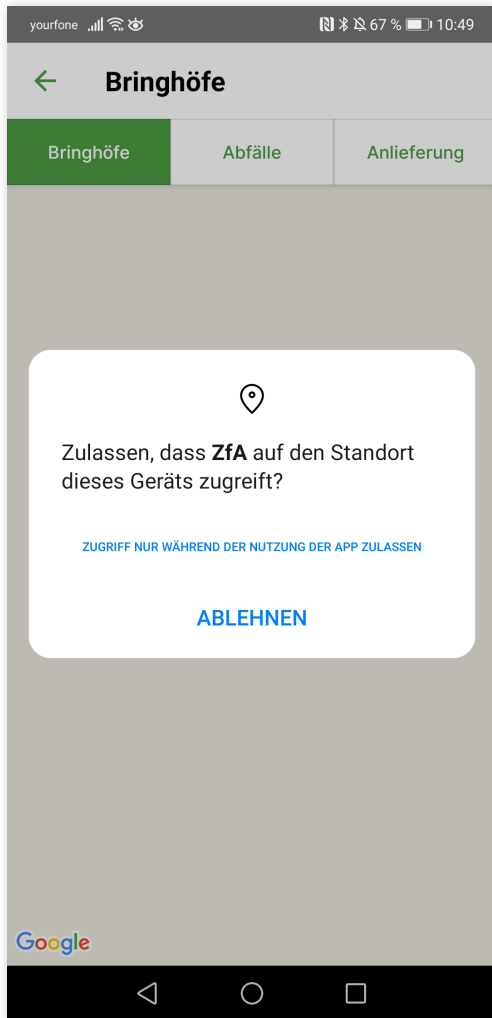 yourfone 67 % 10:49
Bringhöfe
Bringhöfe Abfälle Anlieferung
Zulassen, dass ZfA auf den Standort
dieses Geräts zugreift?
ZUGRIFF NUR WÄHREND DER NUTZUNG DER APP ZULASSEN
ABLEHNEN
Google